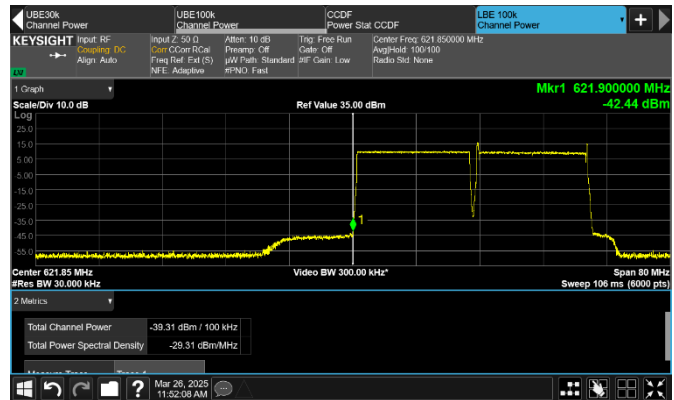 UBE30k
Channel Power
UBE100k
Channel Power
CCDF
Power Stat CCDF
LBE 100k
Channel Power
KEYSIGHT
Input: RF
Coupling: DC
Align: Auto
Input Z: 50 Ω
Corr CCorr RCal
Freq Ref: Ext (S)
NFE: Adaptive
Atten: 10 dB
Preamp: Off
µW Path: Standard
#PNO: Fast
Trig: Free Run
Gate: Off
#IF Gain: Low
Center Freq: 621.850000 MHz
Avg|Hold: 100/100
Radio Std: None
LXI
1 Graph
Mkr1 621.900000 MHz
Scale/Div 10.0 dB
Ref Value 35.00 dBm
-42.44 dBm
Log
25.0
15.0
5.00
-5.00
-15.0
-25.0
-35.0
-45.0
-55.0
1
Center 621.85 MHz
Video BW 300.00 kHz*
Span 80 MHz
#Res BW 30.000 kHz
Sweep 106 ms (6000 pts)
2 Metrics
Total Channel Power
-39.31 dBm / 100 kHz
Total Power Spectral Density
-29.31 dBm/MHz
Measure Trace
Trace 1
?
Mar 26, 2025
11:52:08 AM